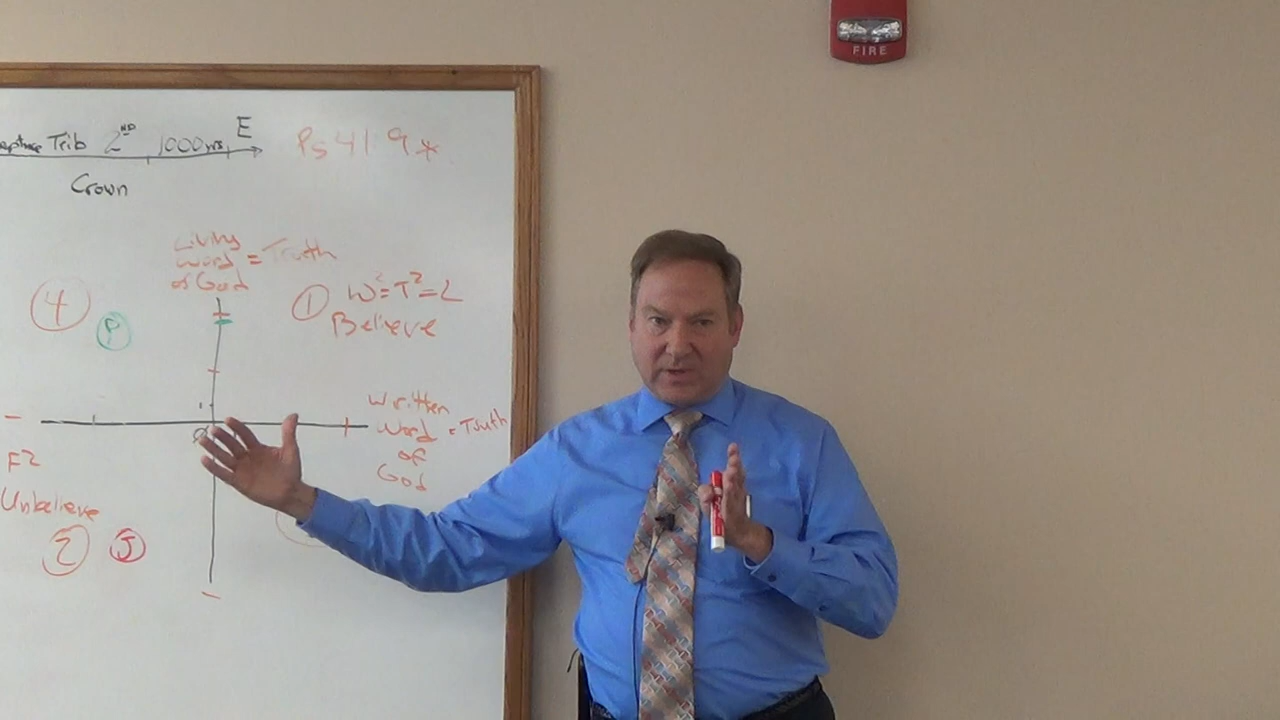 FIRE
Trib 2ND 1000 yrs E
Ps 41:9 *
Crown
Living
Word = Truth
of God
4
P
1 W²=T²=L
Believe
Written
Word = Truth
of
God
F2
Unbelieve
2 J